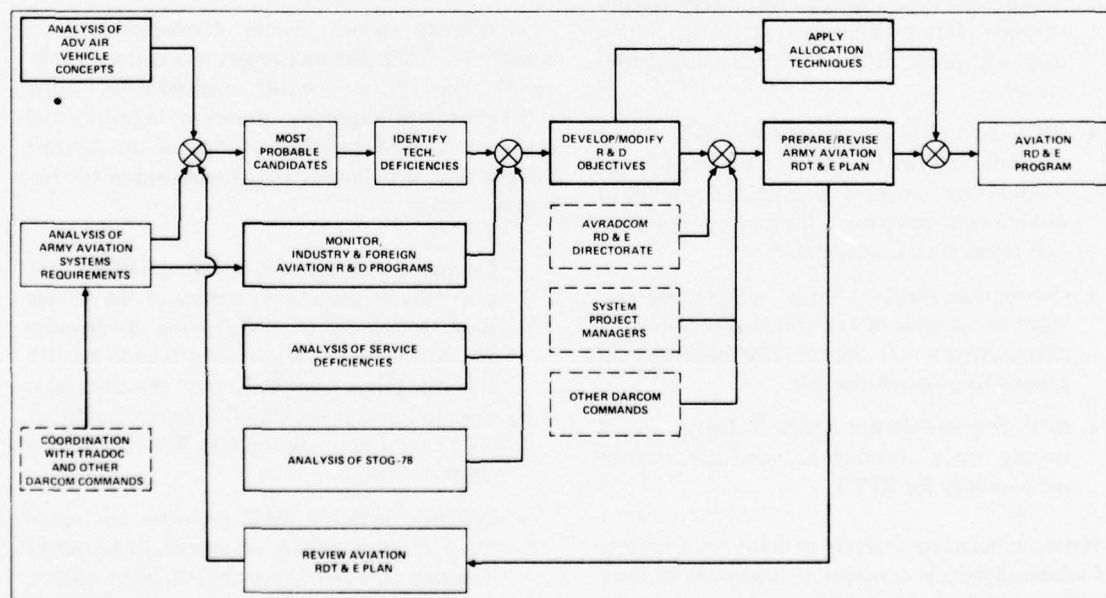 ANALYSIS OF
ADV AIR
VEHICLE
CONCEPTS
APPLY
ALLOCATION
TECHNIQUES
MOST
PROBABLE
CANDIDATES
IDENTIFY
TECH.
DEFICIENCIES
DEVELOP/MODIFY
R & D
OBJECTIVES
PREPARE/REVISE
ARMY AVIATION
RDT & E PLAN
AVIATION
RD & E
PROGRAM
ANALYSIS OF
ARMY AVIATION
SYSTEMS
REQUIREMENTS
MONITOR,
INDUSTRY & FOREIGN
AVIATION R & D PROGRAMS
AVRADCOM
RD & E
DIRECTORATE
ANALYSIS OF SERVICE
DEFICIENCIES
SYSTEM
PROJECT
MANAGERS
OTHER DARCOM
COMMANDS
COORDINATION
WITH TRADOC
AND OTHER
DARCOM COMMANDS
ANALYSIS OF STOG-78
REVIEW AVIATION
RDT & E PLAN